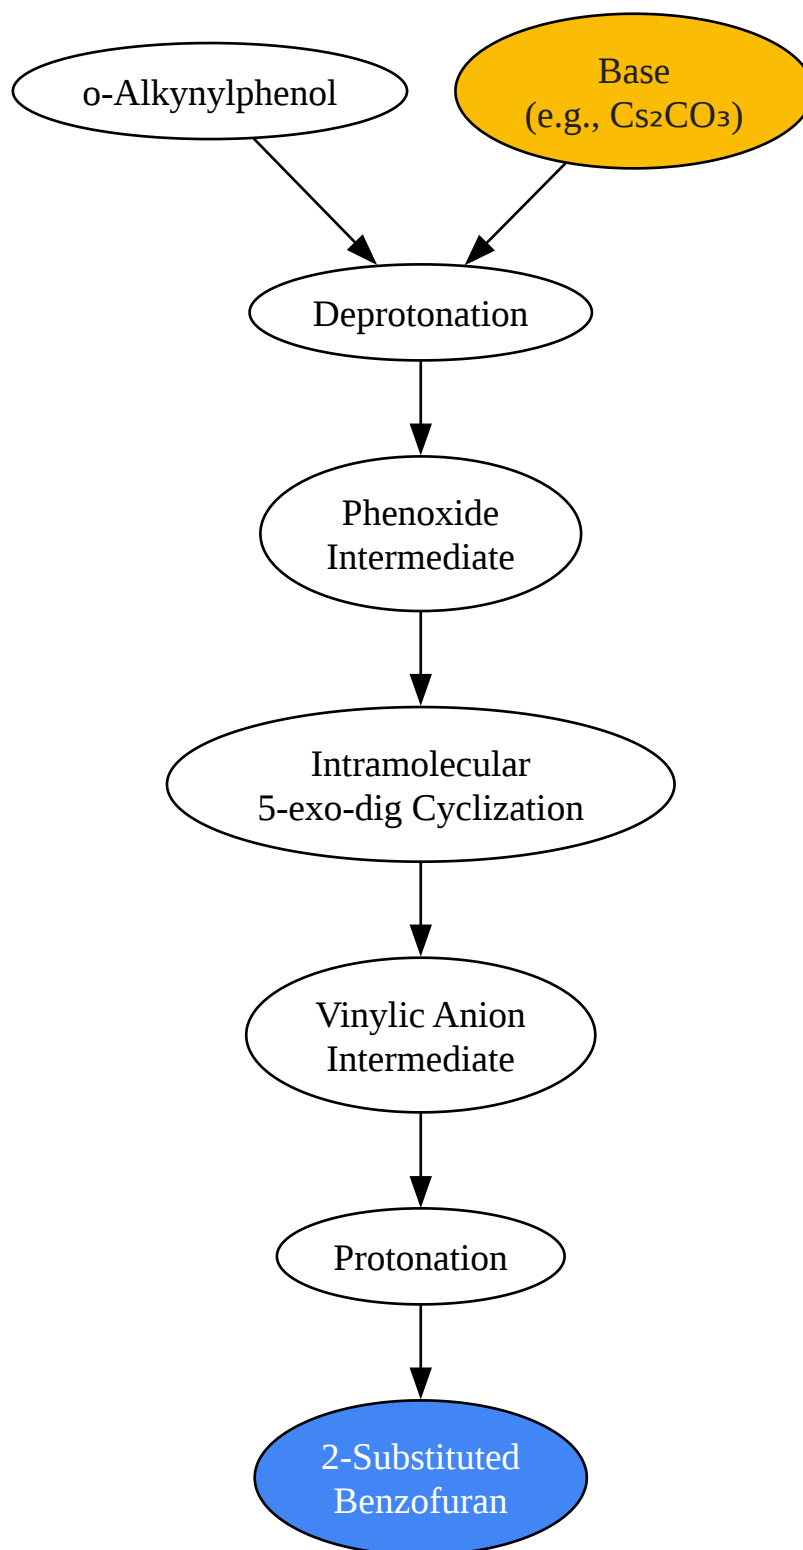 o-Alkynylphenol
Base
(e.g., Cs₂CO₃)
Deprotonation
Phenoxide
Intermediate
Intramolecular
5-exo-dig Cyclization
Vinylic Anion
Intermediate
Protonation
2-Substituted
Benzofuran